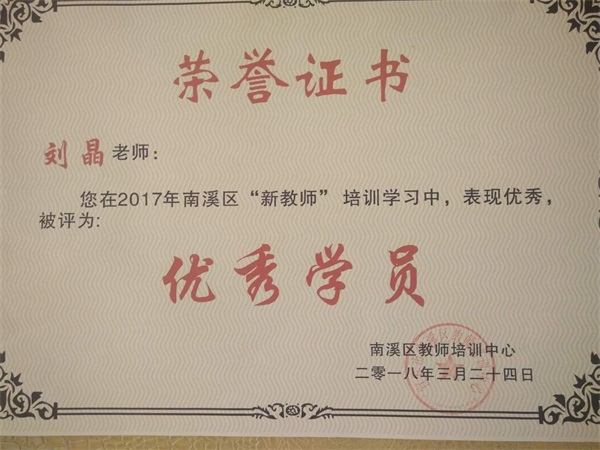 荣誉证书
刘晶老师：
您在2017年南溪区“新教师”培训学习中，表现优秀，
被评为：
优秀学员
南溪区教师培训中心
二零一八年三月二十四日